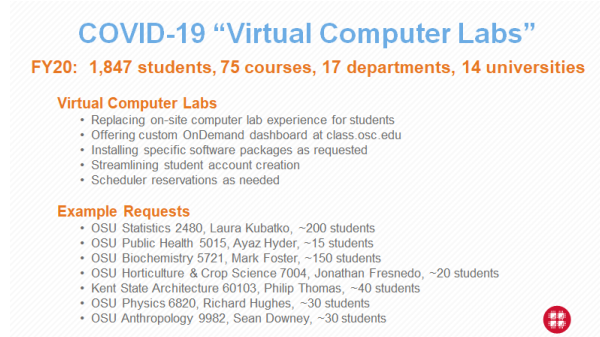 COVID-19 “Virtual Computer Labs”
FY20: 1,847 students, 75 courses, 17 departments, 14 universities
Virtual Computer Labs
• Replacing on-site computer lab experience for students
• Offering custom OnDemand dashboard at class.osc.edu
• Installing specific software packages as requested
• Streamlining student account creation
• Scheduler reservations as needed
Example Requests
• OSU Statistics 2480, Laura Kubatko, ~200 students
• OSU Public Health 5015, Ayaz Hyder, ~15 students
• OSU Biochemistry 5721, Mark Foster, ~150 students
• OSU Horticulture & Crop Science 7004, Jonathan Fresnedo, ~20 students
• Kent State Architecture 60103, Philip Thomas, ~40 students
• OSU Physics 6820, Richard Hughes, ~30 students
• OSU Anthropology 9982, Sean Downey, ~30 students